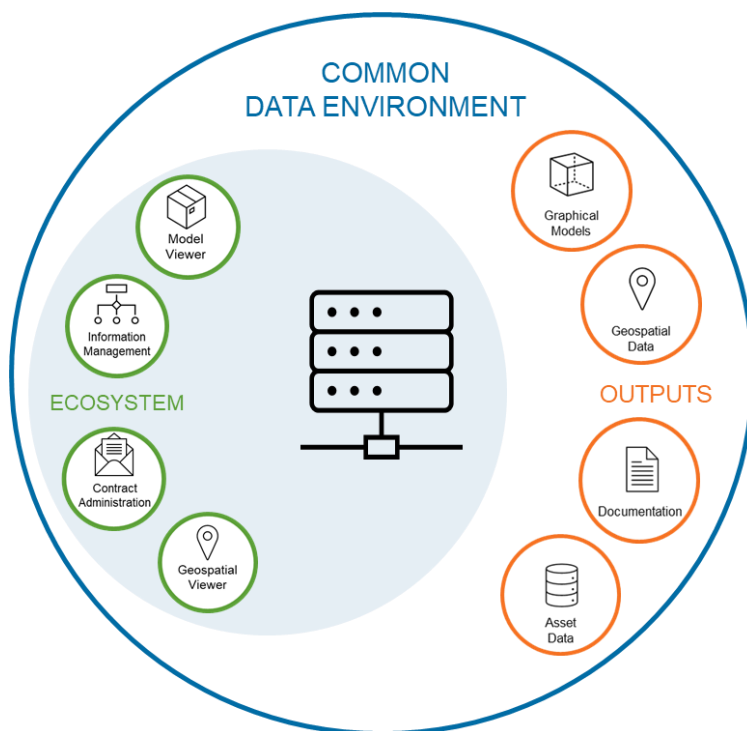 COMMON
DATA ENVIRONMENT
Model
Viewer
Information
Management
ECOSYSTEM
Contract
Administration
Geospatial
Viewer
Graphical
Models
Geospatial
Data
OUTPUTS
Documentation
Asset
Data